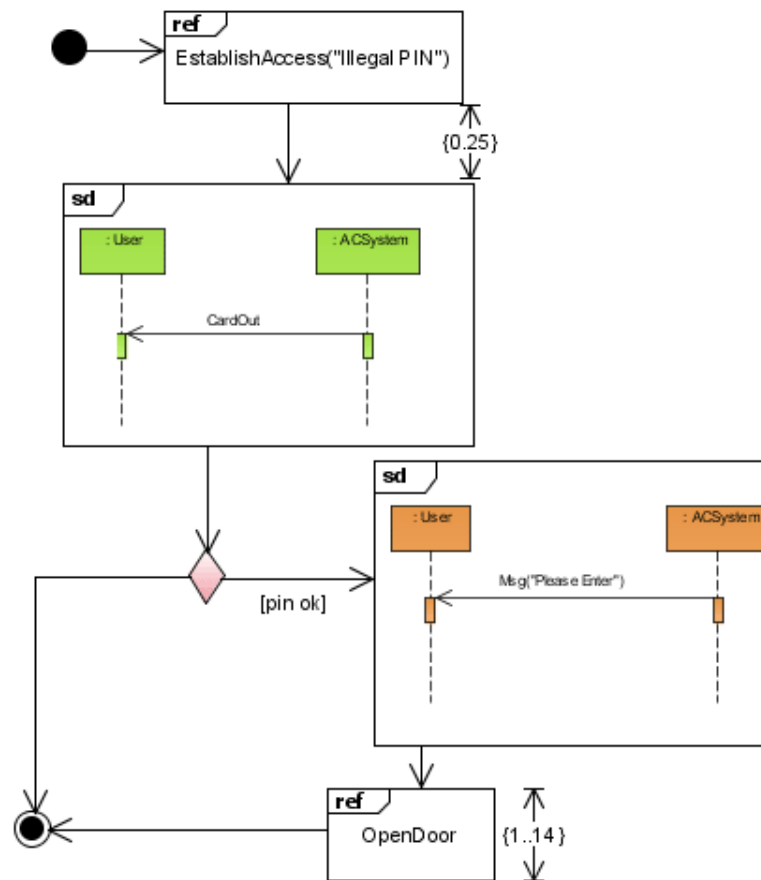 ref
EstablishAccess("Illegal PIN")
{0.25}
sd
: User
: ACSystem
CardOut
sd
: User
: ACSystem
Msg("Please Enter")
[pin ok]
ref
OpenDoor
{1..14 }